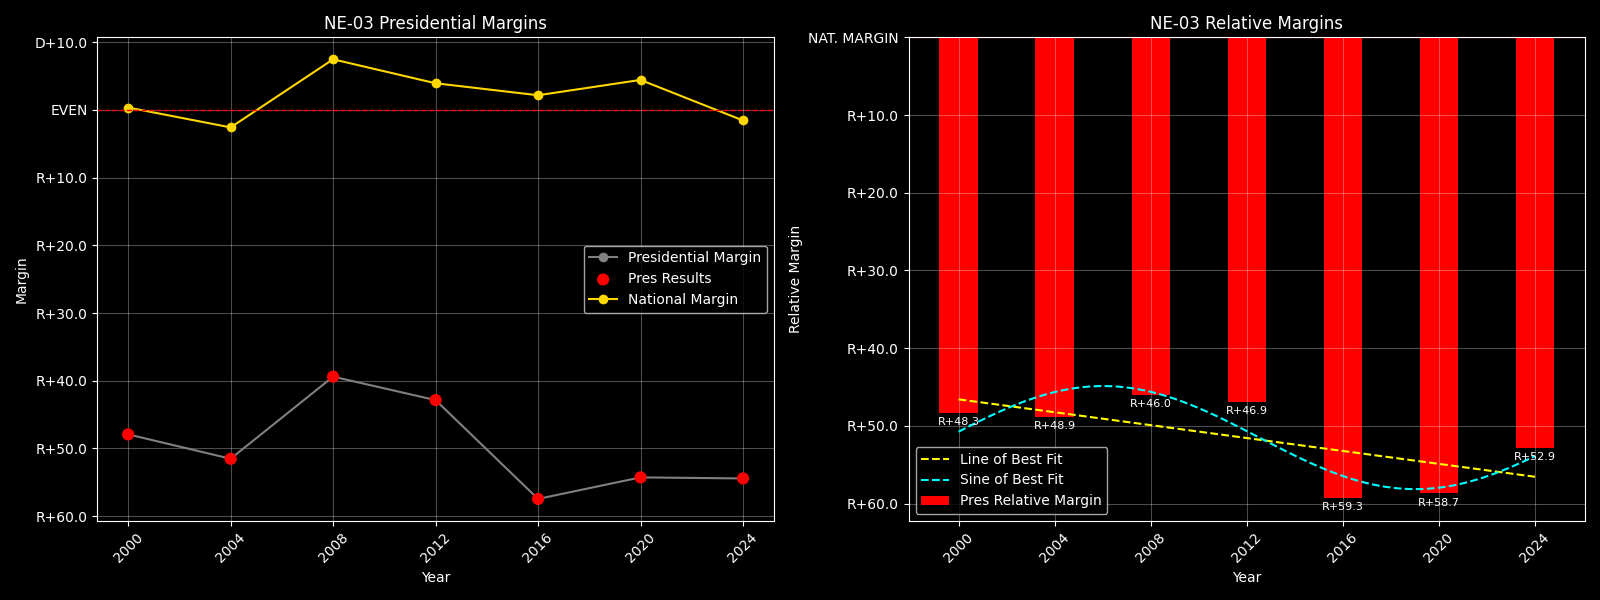 NE-03 Presidential Margins
D+10.0
EVEN
R+10.0
R+20.0
R+30.0
R+40.0
R+50.0
R+60.0
Margin
Presidential Margin
Pres Results
National Margin
2000
2004
2008
2012
2016
2020
2024
Year
NE-03 Relative Margins
NAT. MARGIN
R+10.0
R+20.0
R+30.0
R+40.0
R+50.0
R+60.0
Relative Margin
R+48.3
R+48.9
R+46.0
R+46.9
R+59.3
R+58.7
R+52.9
Line of Best Fit
Sine of Best Fit
Pres Relative Margin
2000
2004
2008
2012
2016
2020
2024
Year